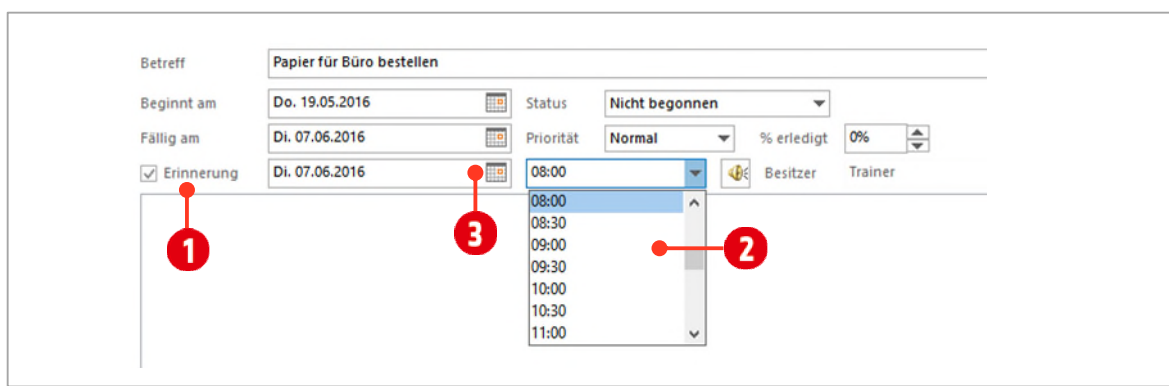 Betreff Papier für Büro bestellen
Beginnt am Do. 19.05.2016 Status Nicht begonnen
Fällig am Di. 07.06.2016 Priorität Normal % erledigt 0%
Erinnerung Di. 07.06.2016 08:00 Besitzer Trainer
08:00
08:30
09:00
09:30
10:00
10:30
11:00
1
3
2